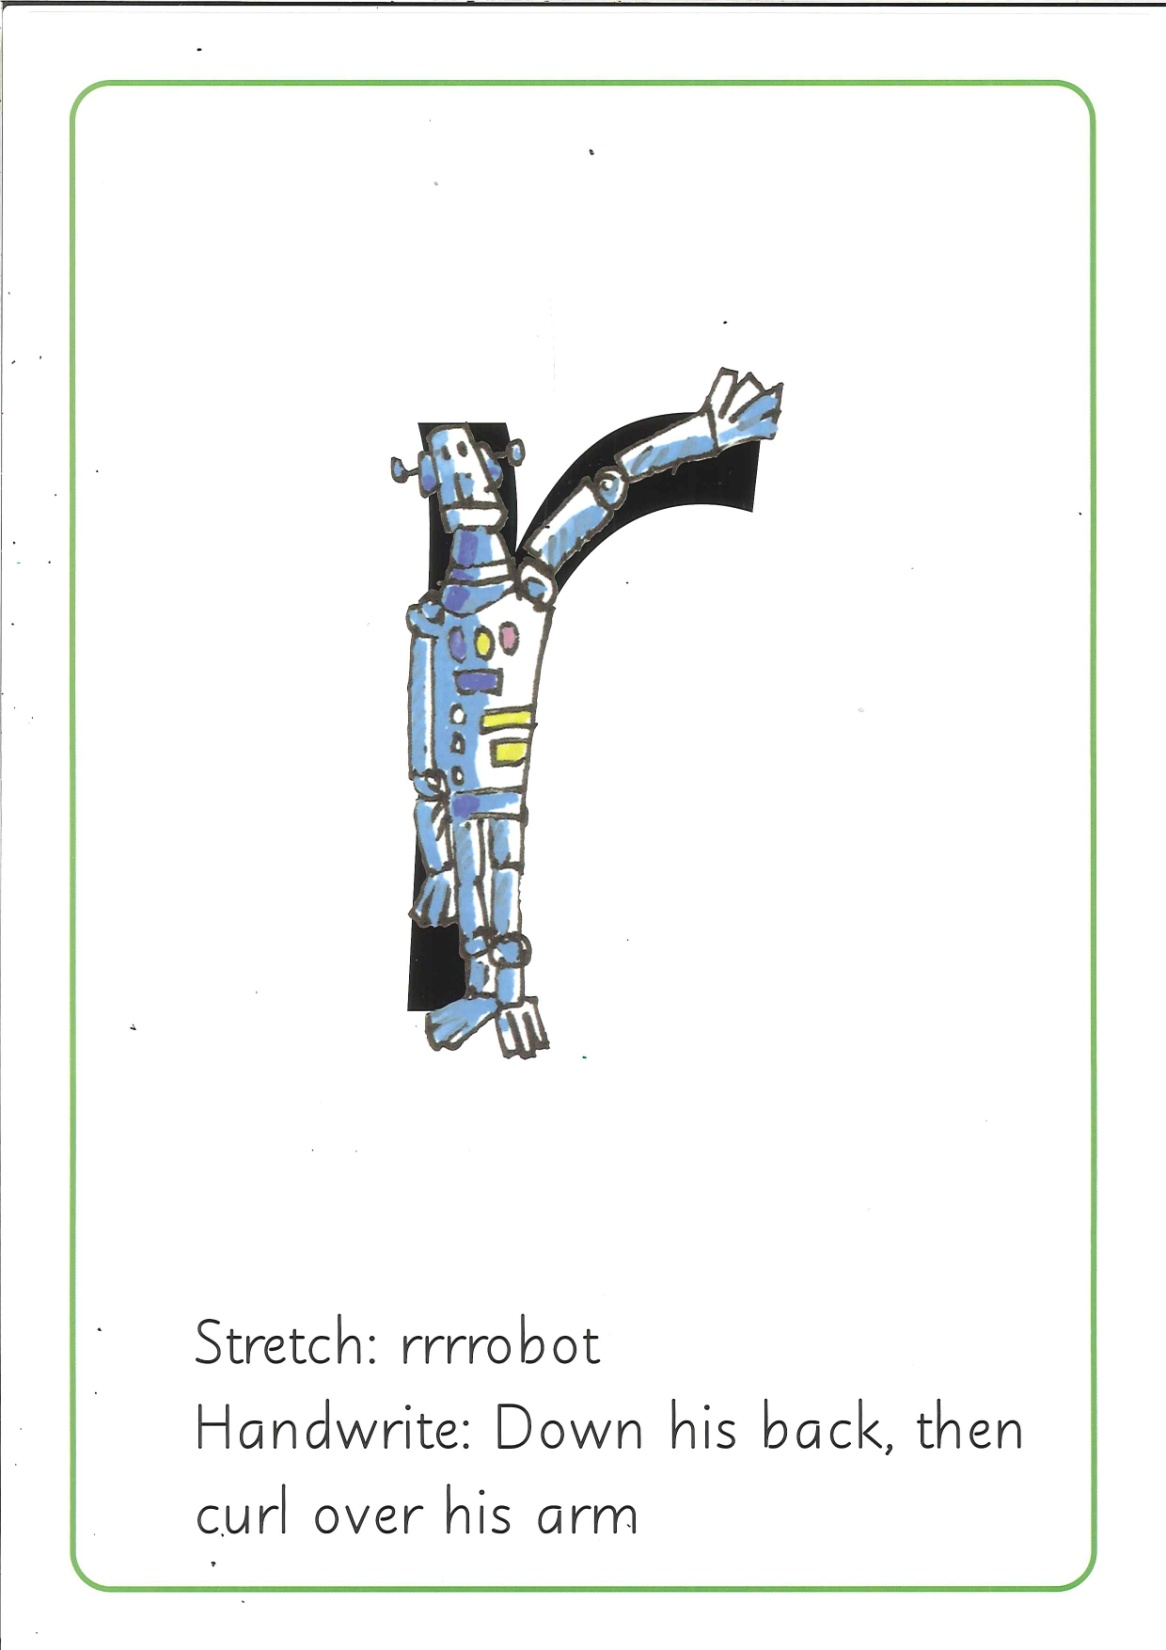 r
Stretch: rrrrobot
Handwrite: Down his back, then
curl over his arm